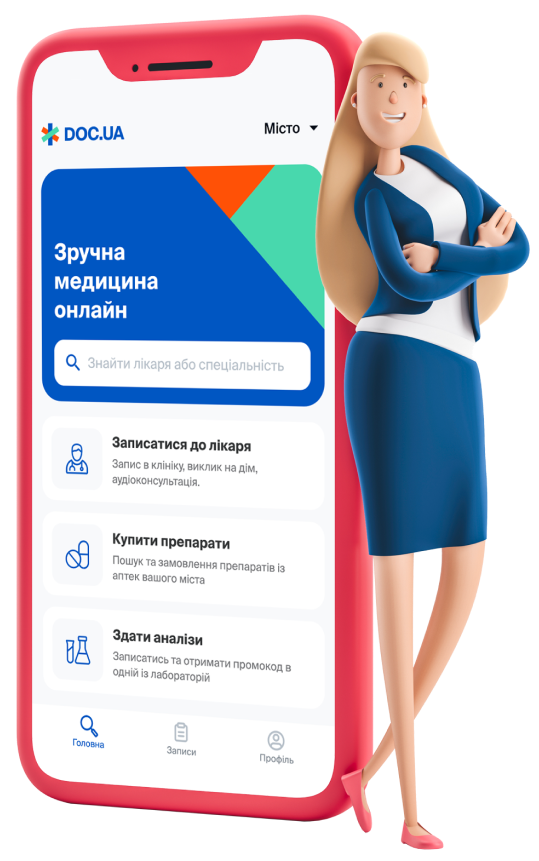 DOC.UA
Місто
Зручна
медицина
онлайн
Знайти лікаря або спеціальність
Записатися до лікаря
Запис в клініку, виклик на дім,
аудіоконсультація.
Купити препарати
Пошук та замовлення препаратів із
аптек вашого міста
Здати аналізи
Записатись та отримати промокод в
одній із лабораторій
Головна
Записи
Профіль